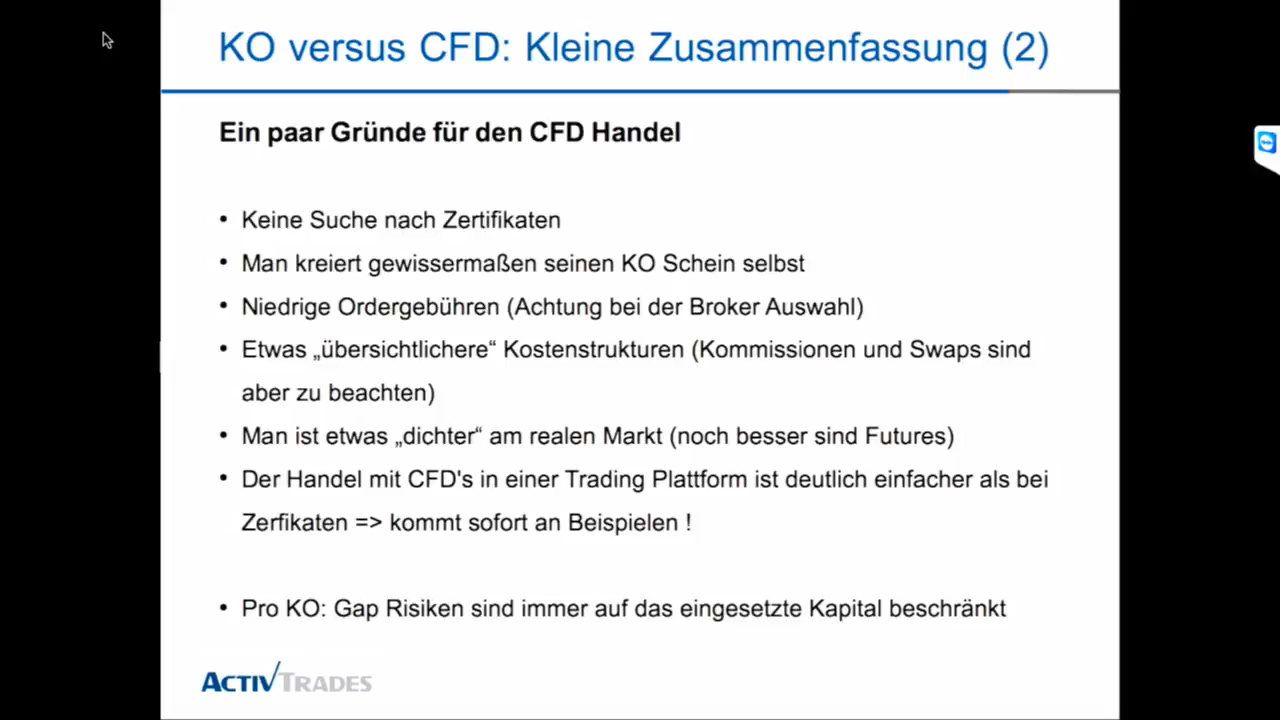 KO versus CFD: Kleine Zusammenfassung (2)
Ein paar Gründe für den CFD Handel
• Keine Suche nach Zertifikaten
• Man kreiert gewissermaßen seinen KO Schein selbst
• Niedrige Ordergebühren (Achtung bei der Broker Auswahl)
• Etwas „übersichtlichere“ Kostenstrukturen (Kommissionen und Swaps sind
aber zu beachten)
• Man ist etwas „dichter“ am realen Markt (noch besser sind Futures)
• Der Handel mit CFD's in einer Trading Plattform ist deutlich einfacher als bei
Zerfikaten => kommt sofort an Beispielen !
• Pro KO: Gap Risiken sind immer auf das eingesetzte Kapital beschränkt
ACTIVTRADES